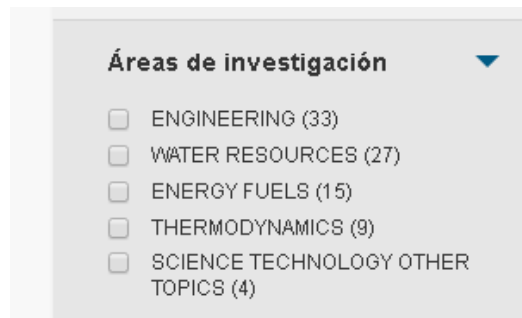 Áreas de investigación
ENGINEERING (33)
WATER RESOURCES (27)
ENERGY FUELS (15)
THERMODYNAMICS (9)
SCIENCE TECHNOLOGY OTHER
TOPICS (4)